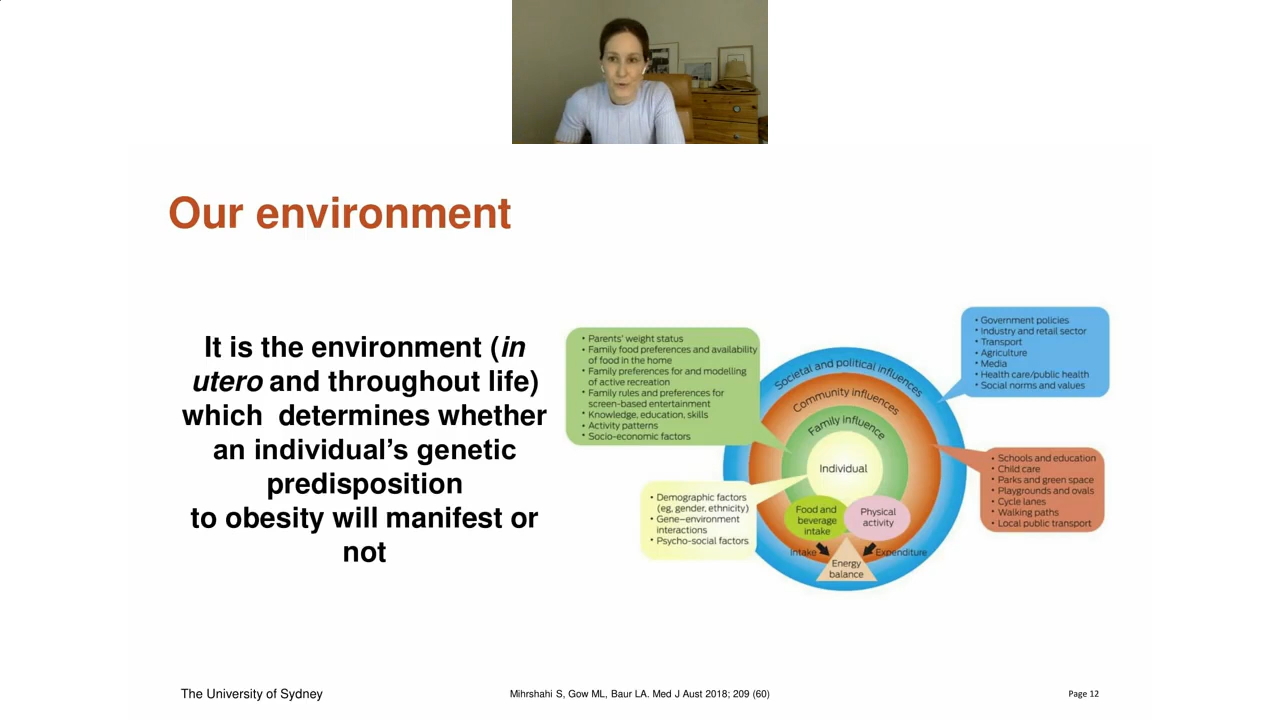 Our environment
It is the environment (in
utero and throughout life)
which determines whether
an individual's genetic
predisposition
to obesity will manifest or
not
• Parents' weight status
• Family food preferences and availability
of food in the home
• Family preferences for and modelling
of active recreation
• Family rules and preferences for
screen-based entertainment
• Knowledge, education, skills
• Activity patterns
• Socio-economic factors
• Demographic factors
(eg, gender, ethnicity)
• Gene–environment
interactions
• Psycho-social factors
Societal and political influences
Community influences
Family influence
Individual
Food and
beverage
intake
Physical
activity
Intake
Expenditure
Energy
balance
• Government policies
• Industry and retail sector
• Transport
• Agriculture
• Media
• Health care/public health
• Social norms and values
• Schools and education
• Child care
• Parks and green space
• Playgrounds and ovals
• Cycle lanes
• Walking paths
• Local public transport
The University of Sydney
Mihrshahi S, Gow ML, Baur LA. Med J Aust 2018; 209 (60)
Page 12